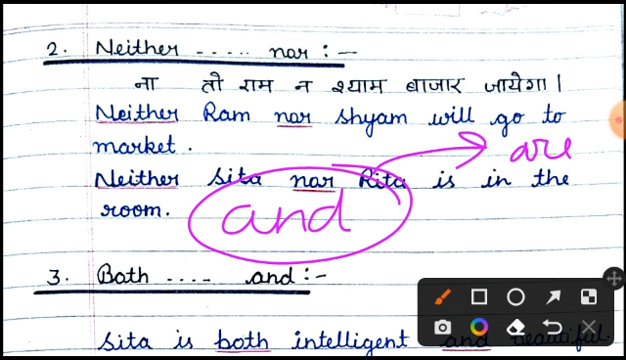 2. Neither ..... nor :-
ना तो राम न श्याम बाजार जायेगा।
Neither Ram nor Shyam will go to
market.
are
Neither Sita nor Rita is in the
room.
and
3. Both .... and :-
Sita is both intelligent and beautiful.